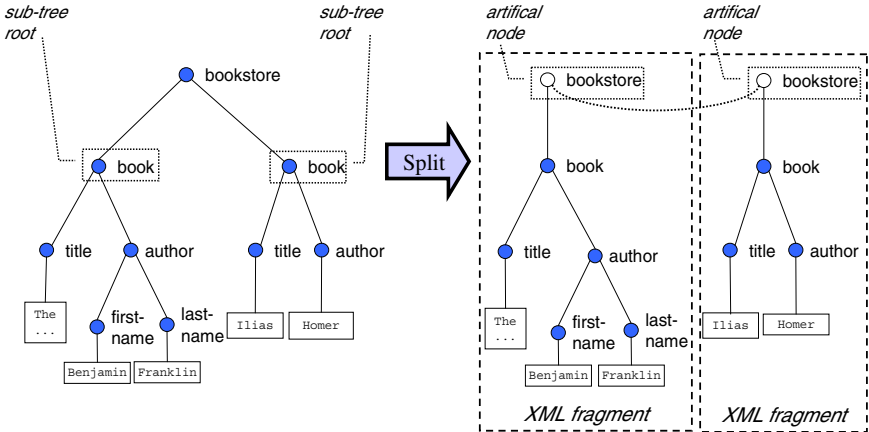 sub-tree
root
sub-tree
root
bookstore
book
book
title
author
title
author
The
...
first-
name
last-
name
Ilias
Homer
Benjamin
Franklin
Split
artifical
node
artifical
node
bookstore
bookstore
book
book
title
author
title
author
The
...
first-
name
last-
name
Ilias
Homer
Benjamin
Franklin
XML fragment
XML fragment